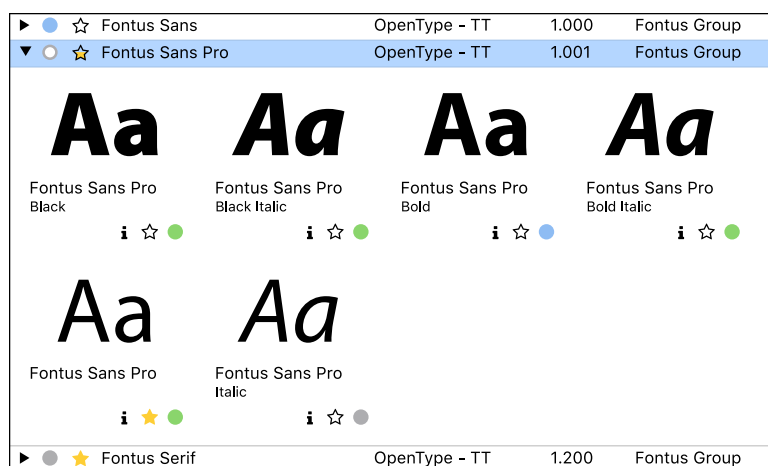 Fontus Sans OpenType - TT 1.000 Fontus Group
Fontus Sans Pro OpenType - TT 1.001 Fontus Group
Aa Aa Aa Aa
Fontus Sans Pro Fontus Sans Pro Fontus Sans Pro Fontus Sans Pro
Black Black Italic Bold Bold Italic
i i i i
Aa Aa
Fontus Sans Pro Fontus Sans Pro
Italic
i i
Fontus Serif OpenType - TT 1.200 Fontus Group